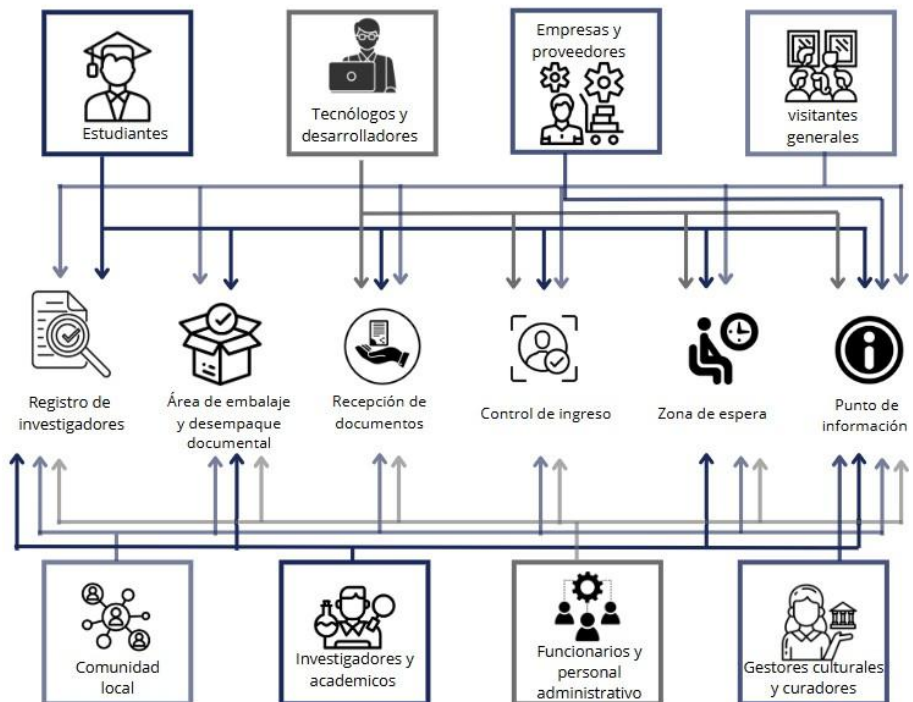 Estudiantes
Tecnólogos y
desarrolladores
Empresas y
proveedores
visitantes
generales
Registro de
investigadores
Área de embalaje
y desempaque
documental
Recepción de
documentos
Control de ingreso
Zona de espera
Punto de
información
Comunidad
local
Investigadores y
academicos
Funcionarios y
personal
administrativo
Gestores culturales
y curadores